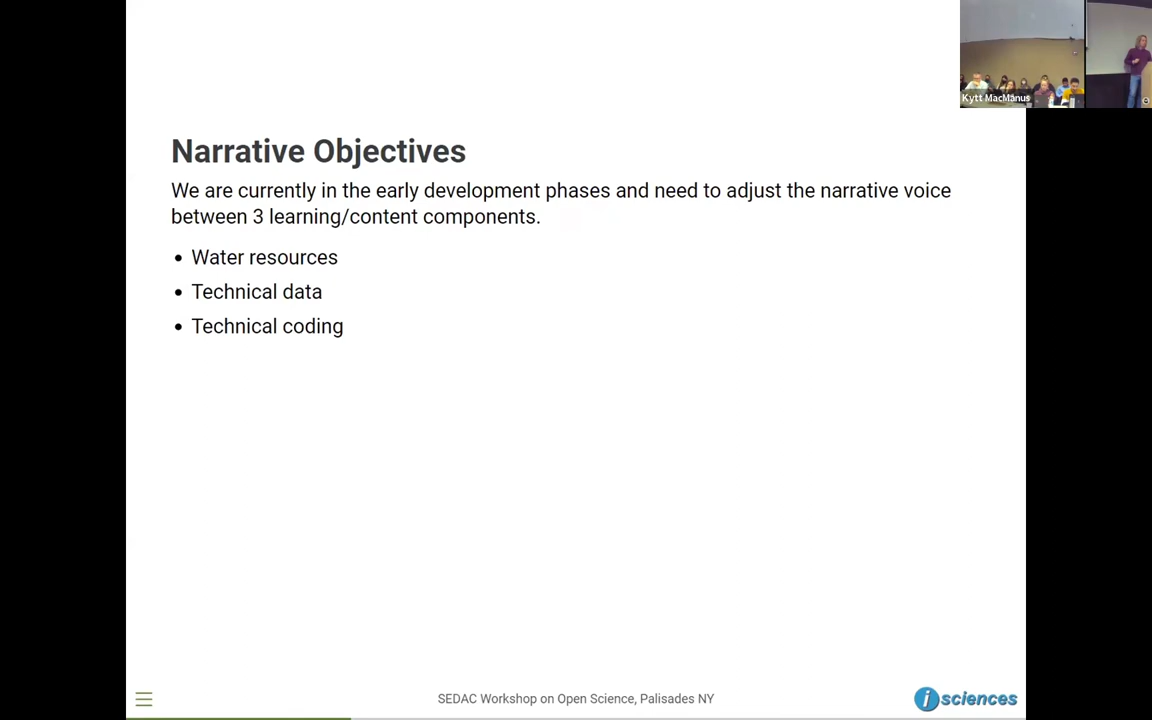 Kytt MacManus
Narrative Objectives
We are currently in the early development phases and need to adjust the narrative voice
between 3 learning/content components.
• Water resources
• Technical data
• Technical coding
SEDAC Workshop on Open Science, Palisades NY
isciences